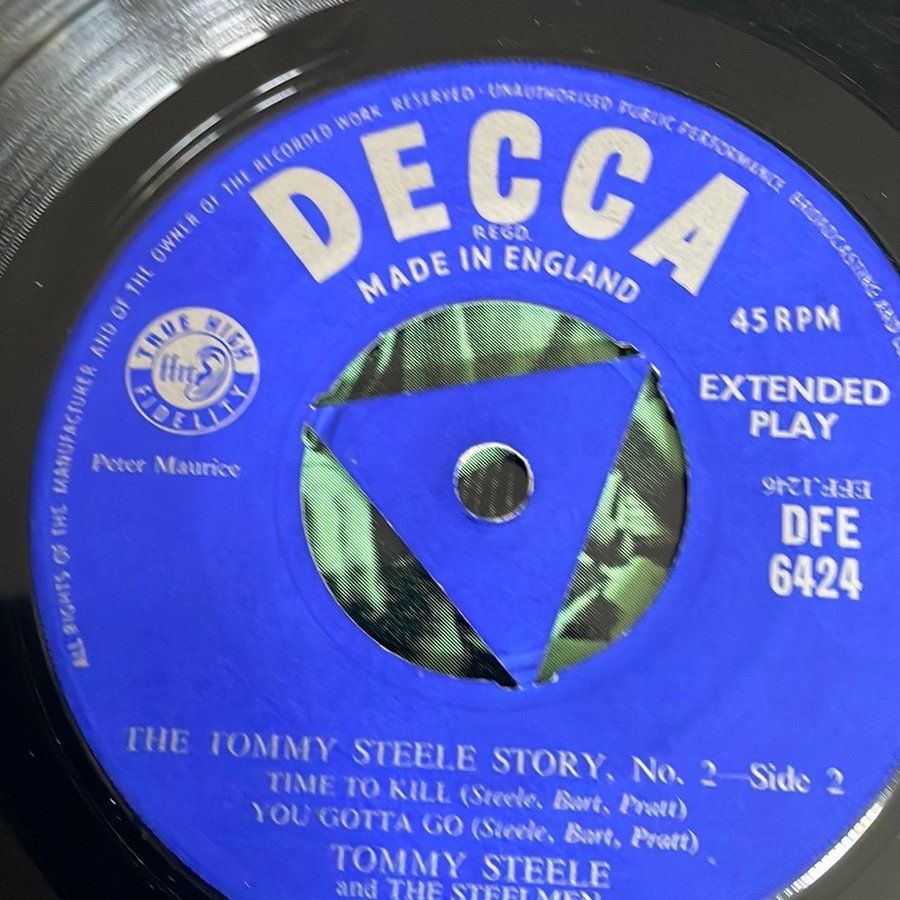 ALL RIGHTS OF THE MANUFACTURER AND OF THE OWNER OF THE RECORDED WORK RESERVED · UNAUTHORISED PUBLIC PERFORMANCE BROADCASTING AND
DECCA
REGD.
MADE IN ENGLAND
45 RPM
TRUE HIGH
ffrr
FIDELITY
EXTENDED
PLAY
Peter Maurice
DFE
6424
THE TOMMY STEELE STORY, No. 2—Side 2
TIME TO KILL (Steele, Bart, Pratt)
YOU GOTTA GO (Steele, Bart, Pratt)
TOMMY STEELE
and THE STEELMEN